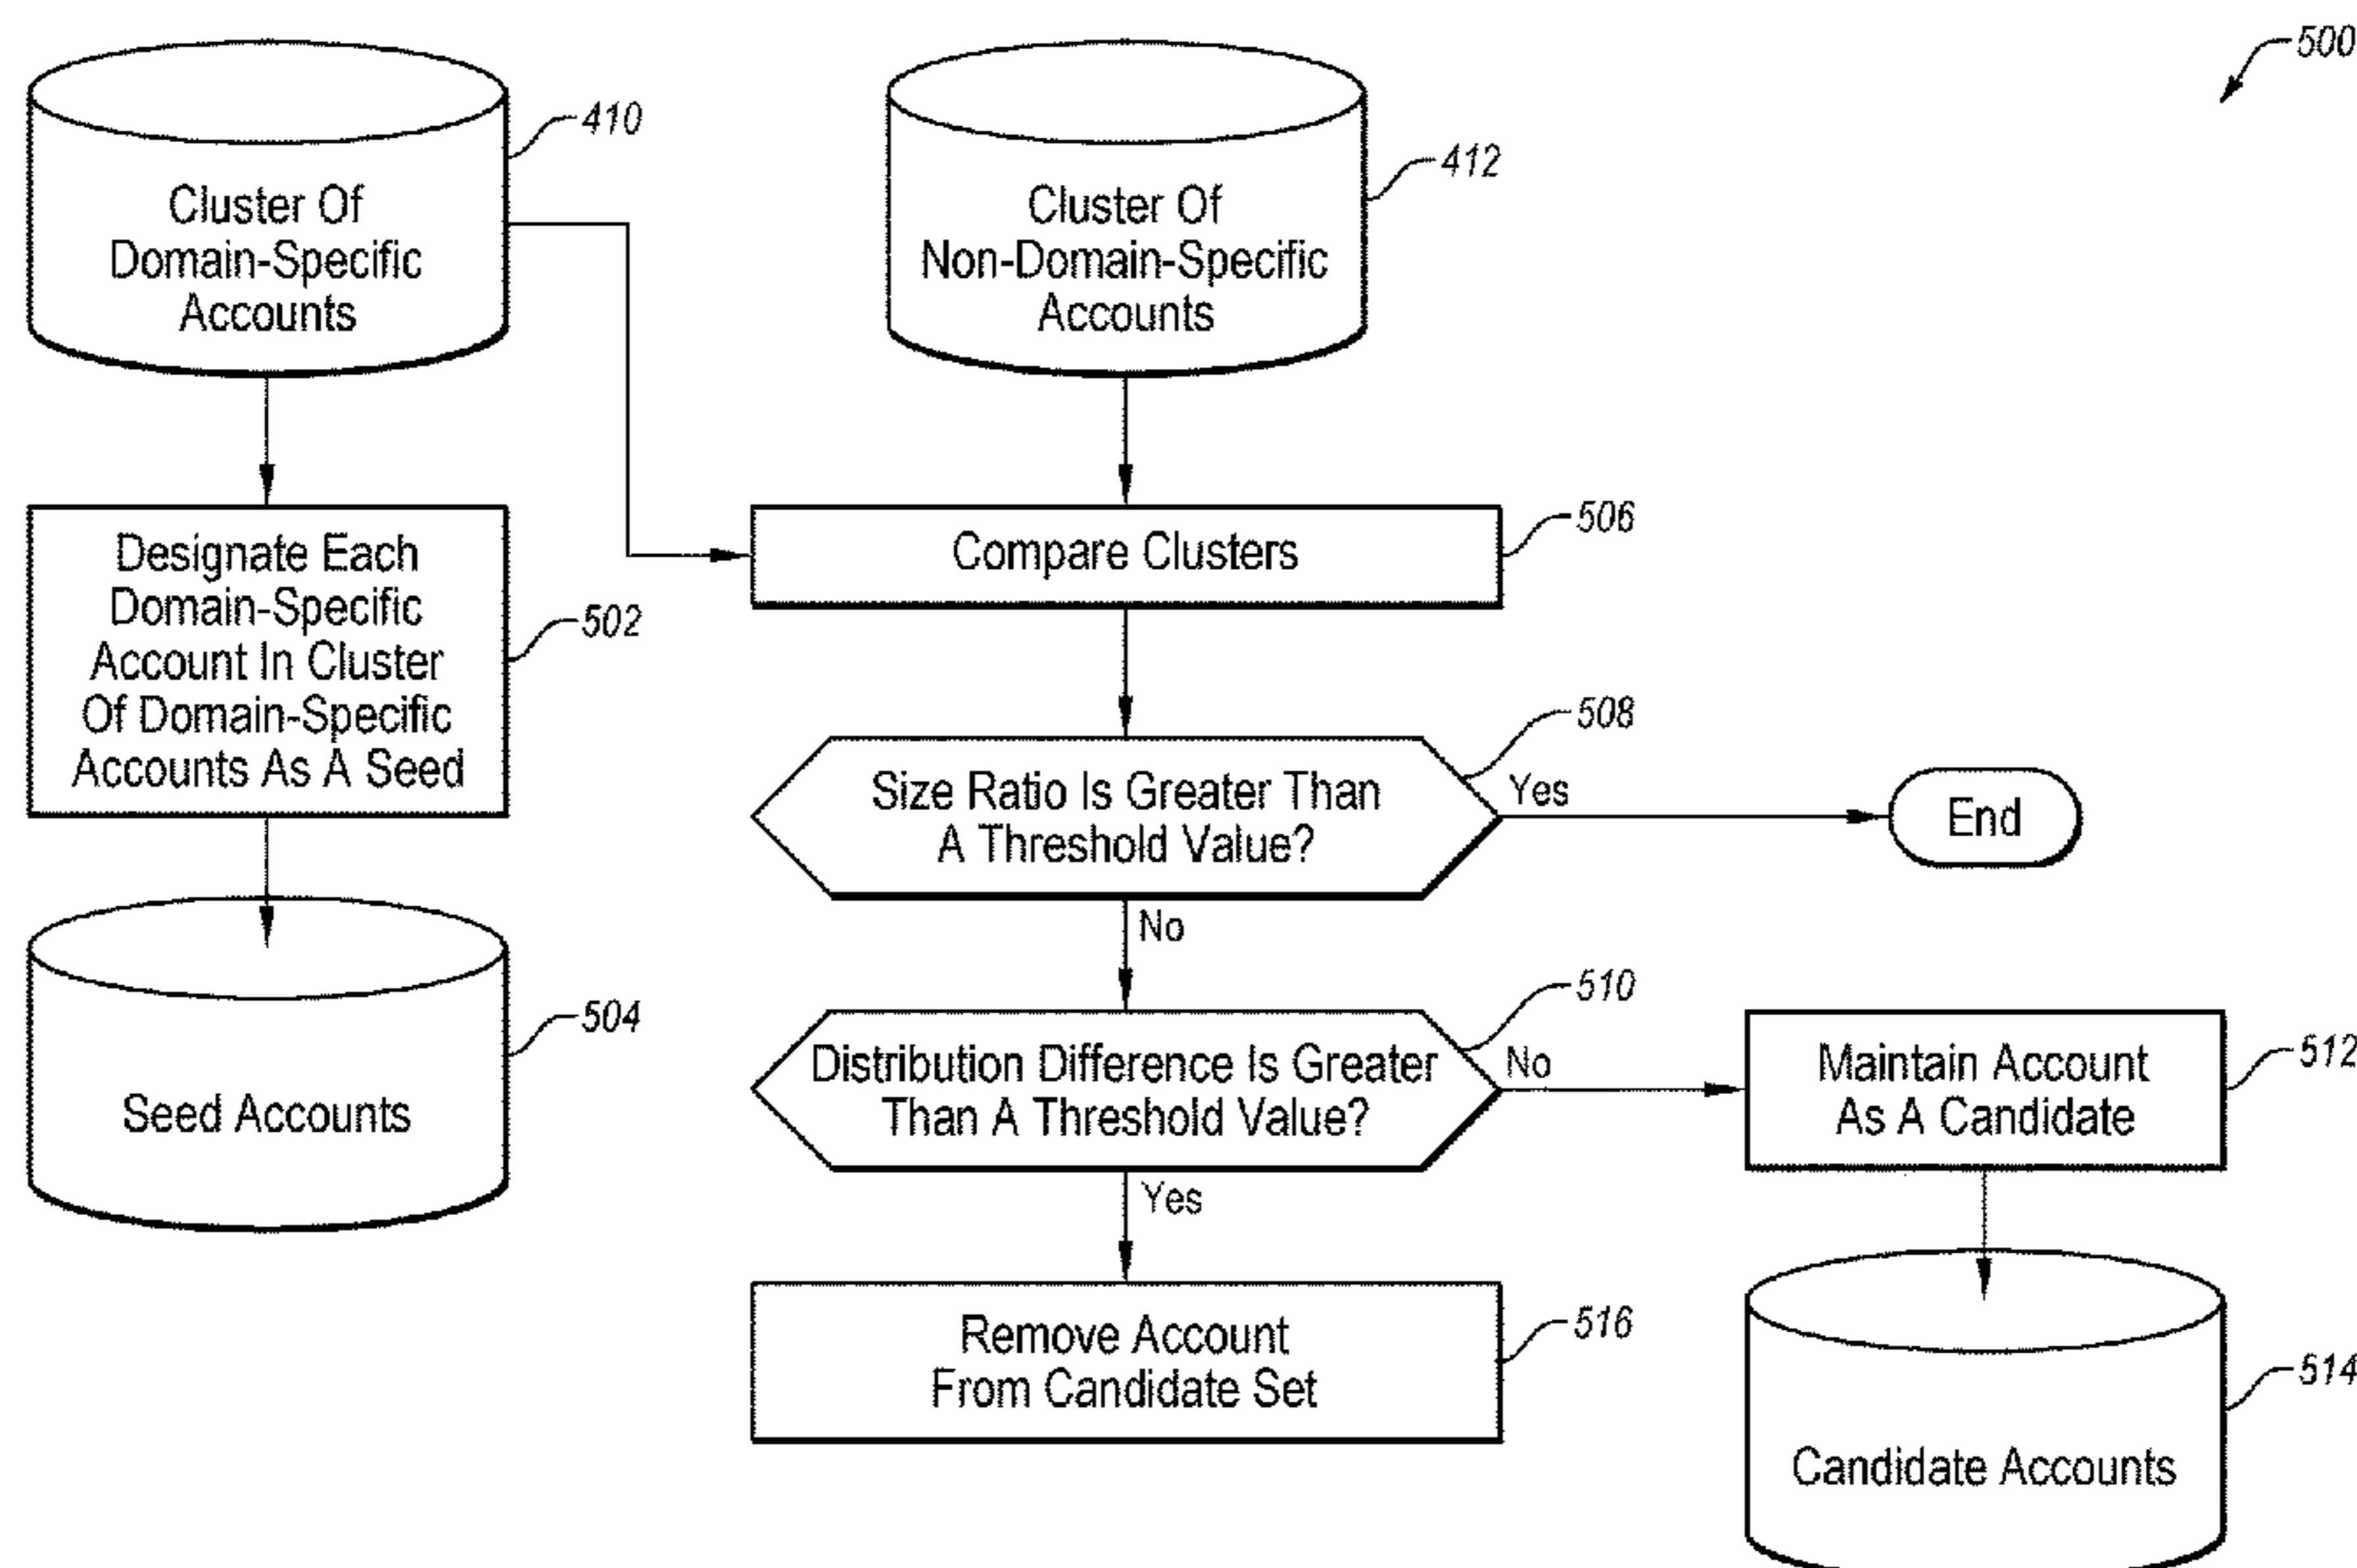 500
410
Cluster Of
Domain-Specific
Accounts
412
Cluster Of
Non-Domain-Specific
Accounts
Designate Each
Domain-Specific
Account In Cluster
Of Domain-Specific
Accounts As A Seed
502
Compare Clusters
506
508
Size Ratio Is Greater Than
A Threshold Value?
Yes
End
No
504
Seed Accounts
510
Distribution Difference Is Greater
Than A Threshold Value?
No
Maintain Account
As A Candidate
512
Yes
Remove Account
From Candidate Set
516
514
Candidate Accounts